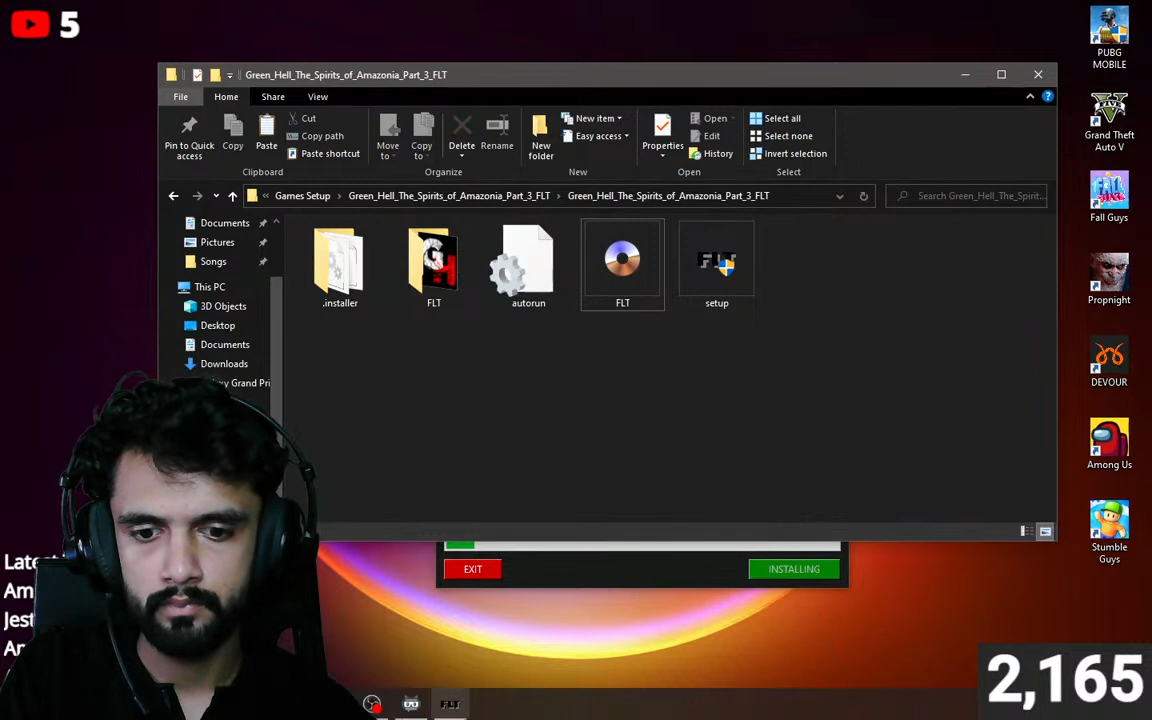 5
Green_Hell_The_Spirits_of_Amazonia_Part_3_FLT
File Home Share View
Pin to Quick access
Copy
Paste
Cut
Copy path
Paste shortcut
Move to
Copy to
Delete
Rename
New folder
New item
Easy access
Properties
Open
Edit
History
Select all
Select none
Invert selection
Clipboard Organize New Open Select
« Games Setup › Green_Hell_The_Spirits_of_Amazonia_Part_3_FLT › Green_Hell_The_Spirits_of_Amazonia_Part_3_FLT
Search Green_Hell_The_Spirit...
Documents
Pictures
Songs
This PC
3D Objects
Desktop
Documents
Downloads
.installer
FLT
autorun
FLT
setup
EXIT
INSTALLING
PUBG MOBILE
Grand Theft Auto V
Fall Guys
Propnight
DEVOUR
Among Us
Stumble Guys
FLT
2,165